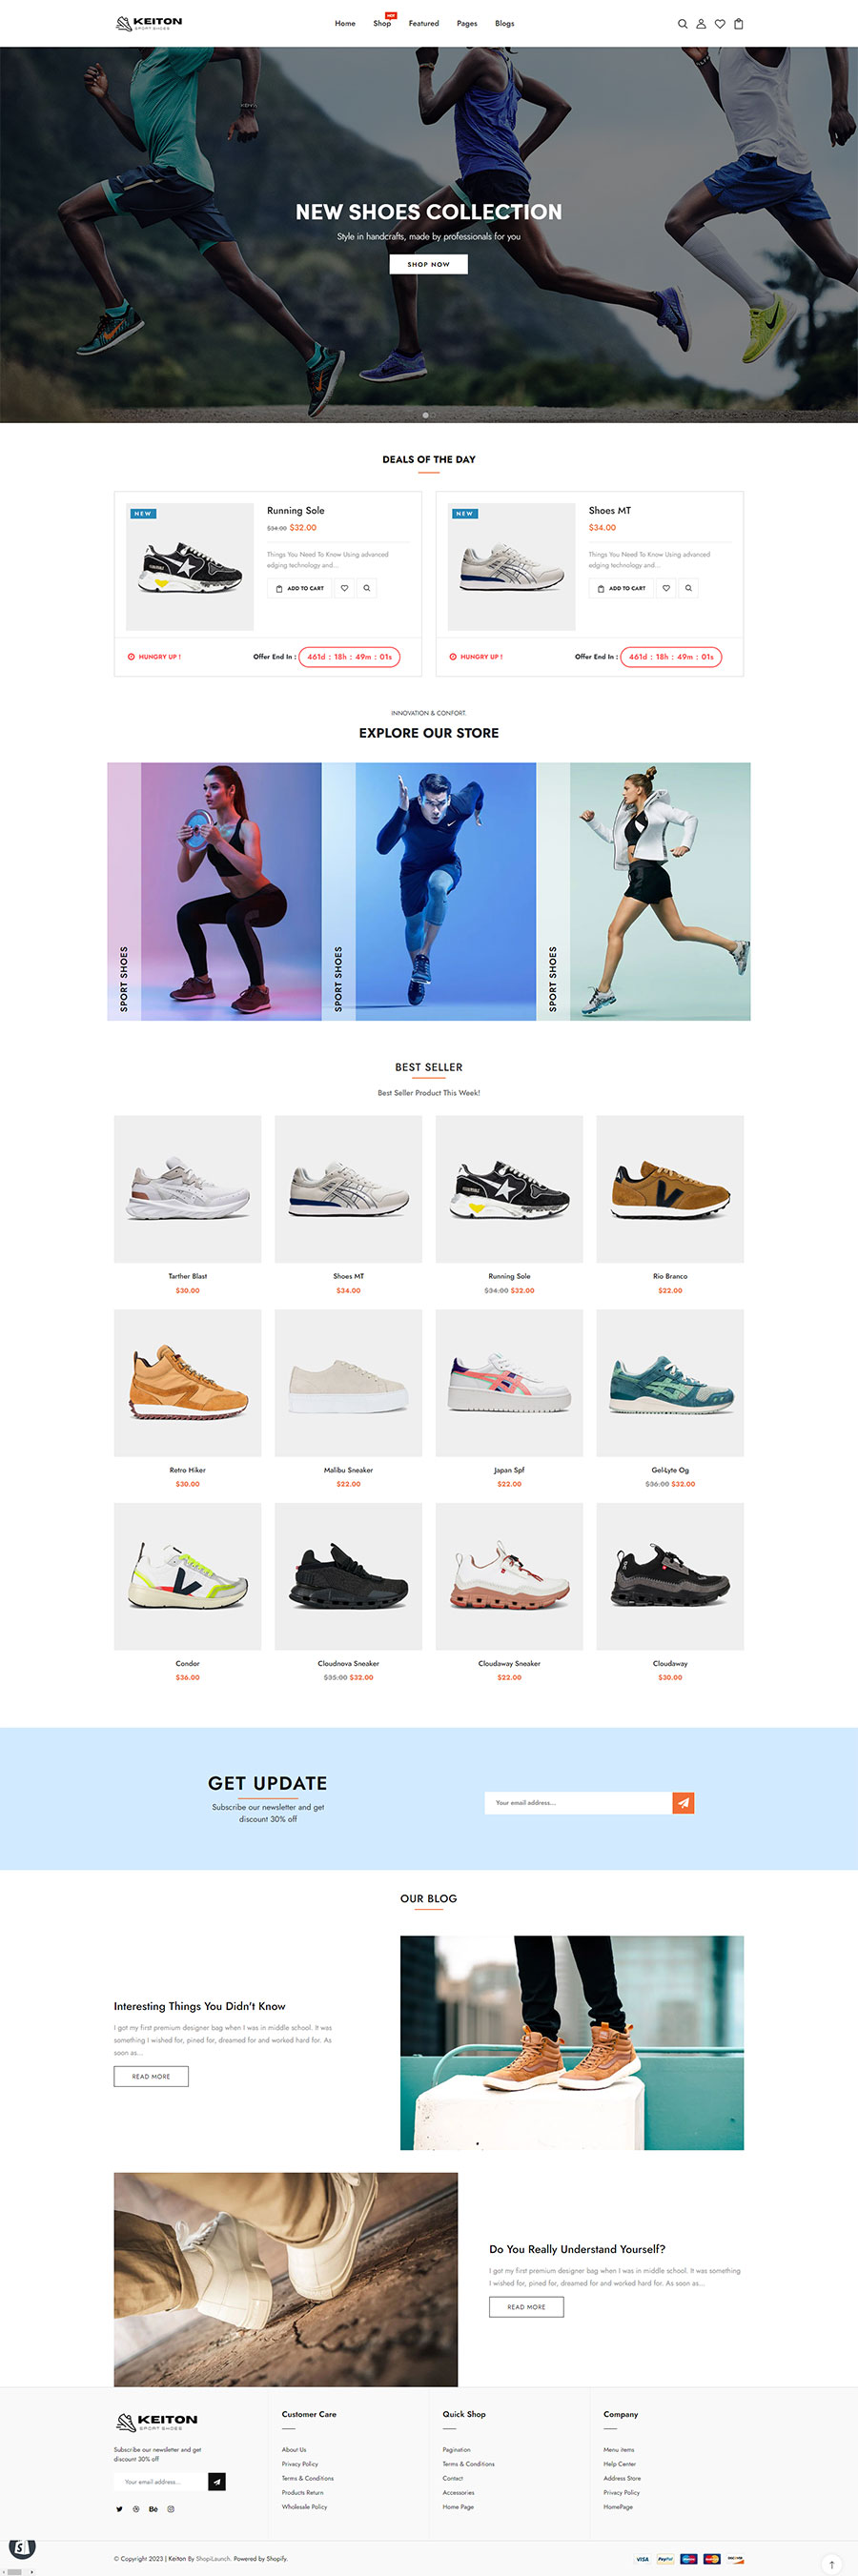 KEITON
SPORT SHOES
Home
Shop
HOT
Featured
Pages
Blogs
NEW SHOES COLLECTION
Style in handcrafts, made by professionals for you
SHOP NOW
DEALS OF THE DAY
NEW
Running Sole
$34.00 $32.00
Things You Need To Know Using advanced
edging technology and...
ADD TO CART
HUNGRY UP !
Offer End In : 461d : 18h : 49m : 01s
NEW
Shoes MT
$34.00
Things You Need To Know Using advanced
edging technology and...
ADD TO CART
HUNGRY UP !
Offer End In : 461d : 18h : 49m : 01s
INNOVATION & CONFORT.
EXPLORE OUR STORE
SPORT SHOES
SPORT SHOES
SPORT SHOES
BEST SELLER
Best Seller Product This Week!
Tarther Blast
$30.00
Shoes MT
$34.00
Running Sole
$34.00 $32.00
Rio Branco
$22.00
Retro Hiker
$30.00
Malibu Sneaker
$22.00
Japan Spf
$22.00
Gel-Lyte Og
$36.00 $32.00
Condor
$36.00
Cloudnova Sneaker
$35.00 $32.00
Cloudaway Sneaker
$22.00
Cloudaway
$30.00
GET UPDATE
Subscribe our newsletter and get
discount 30% off
Your email address...
OUR BLOG
Interesting Things You Didn't Know
I got my first premium designer bag when I was in middle school. It was
something I wished for, pined for, dreamed for and worked hard for. As
soon as...
READ MORE
Do You Really Understand Yourself?
I got my first premium designer bag when I was in middle school. It was something
I wished for, pined for, dreamed for and worked hard for. As soon as...
READ MORE
KEITON
SPORT SHOES
Subscribe our newsletter and get
discount 30% off
Your email address...
Bē
Customer Care
About Us
Privacy Policy
Terms & Conditions
Products Return
Wholesale Policy
Quick Shop
Pagination
Terms & Conditions
Contact
Accessories
Home Page
Company
Menu items
Help Center
Address Store
Privacy Policy
HomePage
© Copyright 2023 | Keiton By ShopiLaunch. Powered by Shopify.
VISA
PayPal
DISCOVER